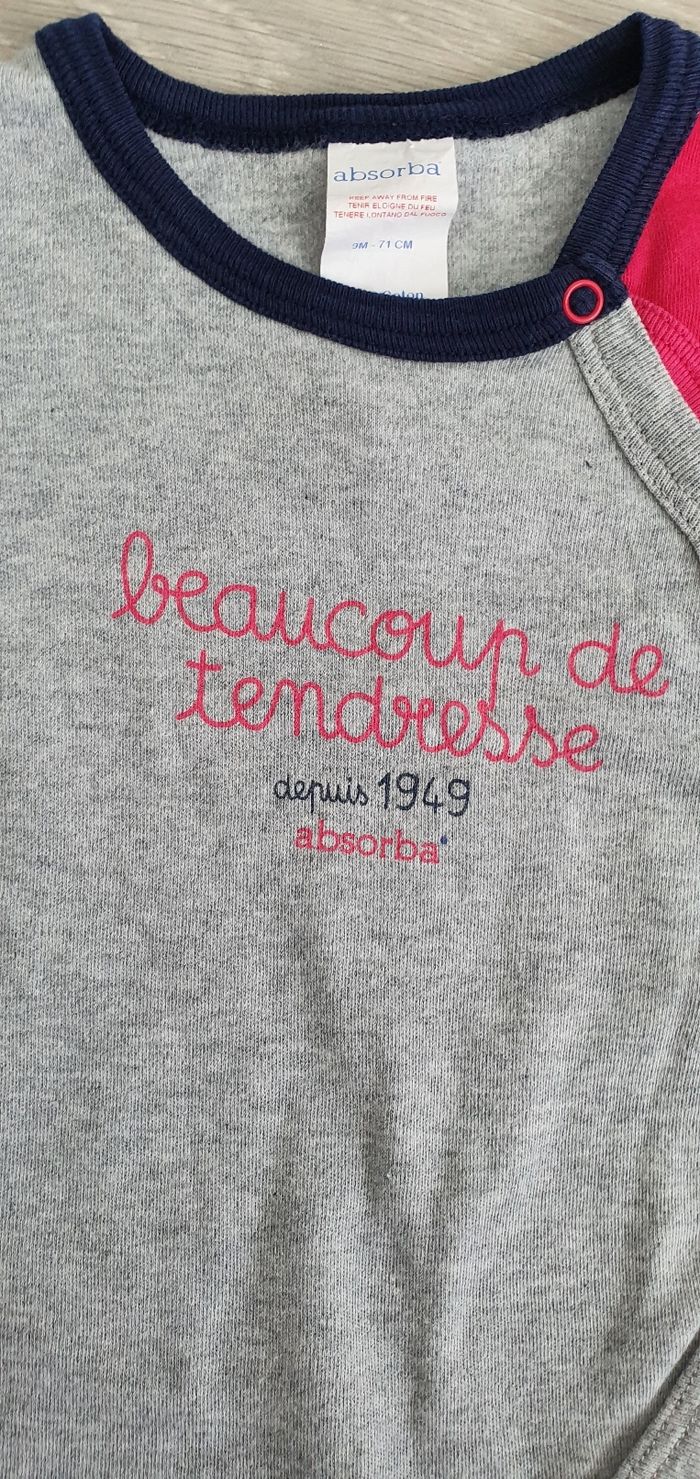 absorba
KEEP AWAY FROM FIRE
TENIR ELOIGNE DU FEU
TENERE LONTANO DAL FUOCO
9M - 71 CM
beaucoup de
tendresse
depuis 1949
absorba